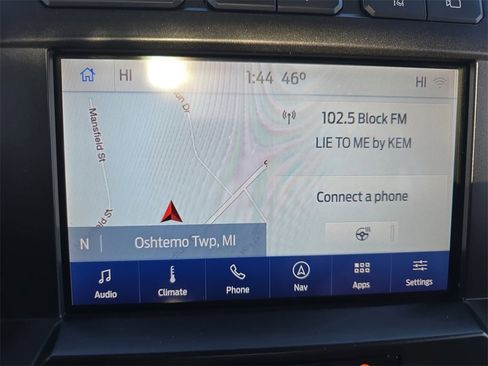 HI 1:44 46° HI
Mansfield St
Dr
102.5 Block FM
LIE TO ME by KEM
Connect a phone
N Oshtemo Twp, MI
Audio Climate Phone Nav Apps Settings